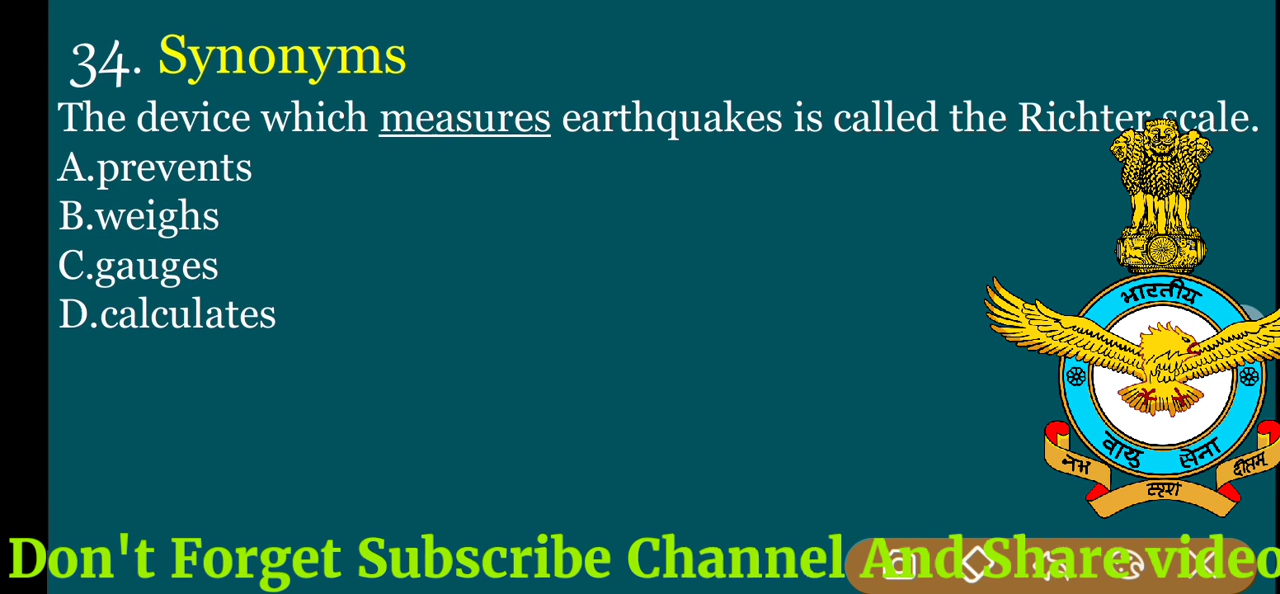 34. Synonyms
The device which measures earthquakes is called the Richter scale.
A.prevents
B.weighs
C.gauges
D.calculates
भारतीय
वायु सेना
नभ
स्पृशं
दीप्तम्
Don't Forget Subscribe Channel And Share video